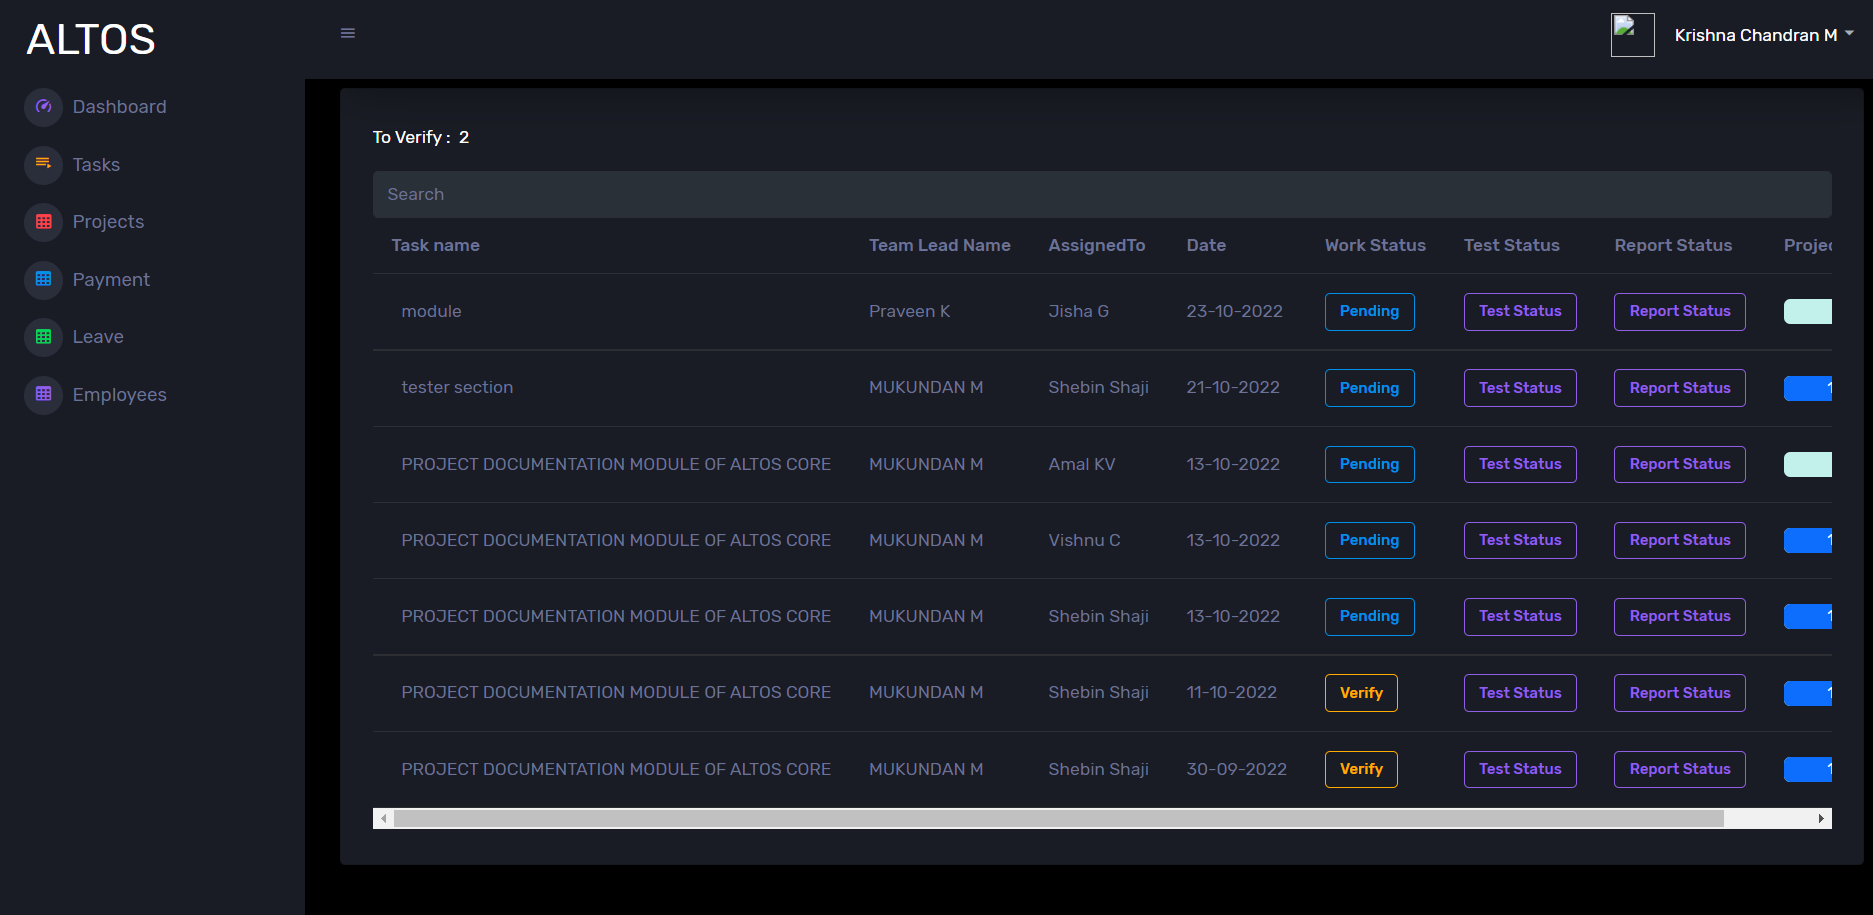 ALTOS
Krishna Chandran M
Dashboard
Tasks
Projects
Payment
Leave
Employees
To Verify : 2
Search
Task name Team Lead Name AssignedTo Date Work Status Test Status Report Status
module Praveen K Jisha G 23-10-2022 Pending Test Status Report Status
tester section MUKUNDAN M Shebin Shaji 21-10-2022 Pending Test Status Report Status
PROJECT DOCUMENTATION MODULE OF ALTOS CORE MUKUNDAN M Amal KV 13-10-2022 Pending Test Status Report Status
PROJECT DOCUMENTATION MODULE OF ALTOS CORE MUKUNDAN M Vishnu C 13-10-2022 Pending Test Status Report Status
PROJECT DOCUMENTATION MODULE OF ALTOS CORE MUKUNDAN M Shebin Shaji 13-10-2022 Pending Test Status Report Status
PROJECT DOCUMENTATION MODULE OF ALTOS CORE MUKUNDAN M Shebin Shaji 11-10-2022 Verify Test Status Report Status
PROJECT DOCUMENTATION MODULE OF ALTOS CORE MUKUNDAN M Shebin Shaji 30-09-2022 Verify Test Status Report Status